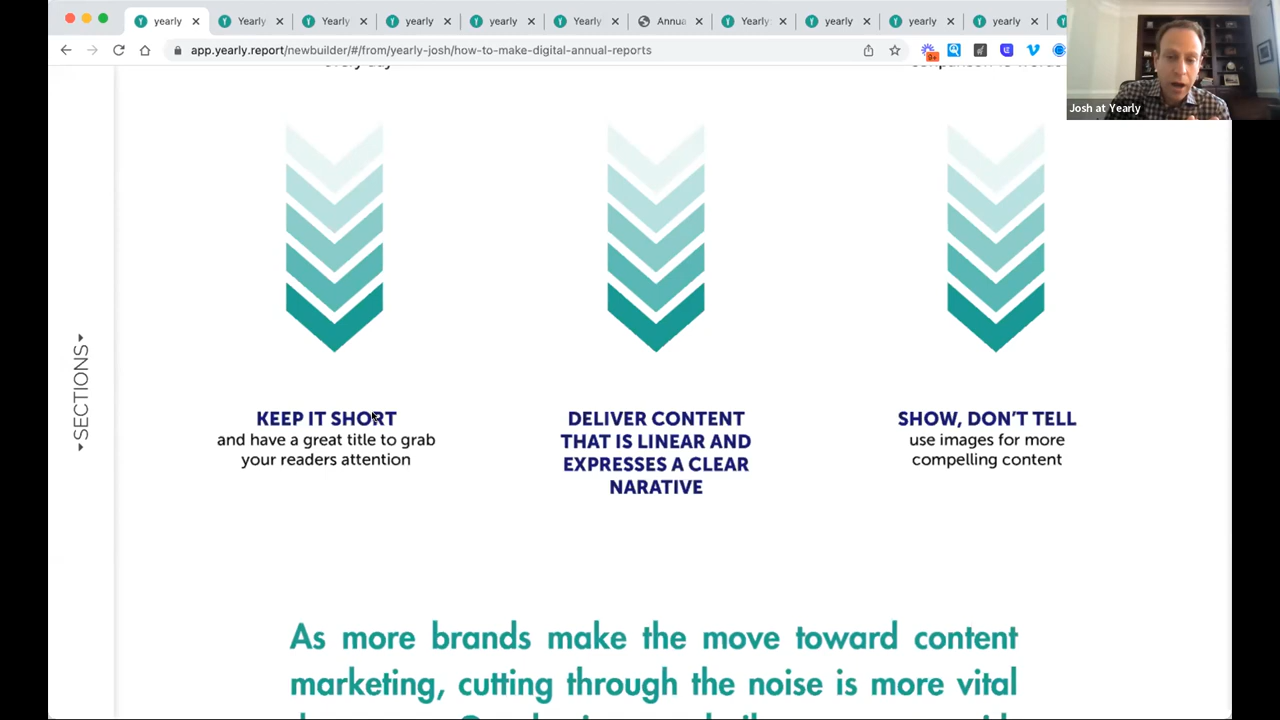 yearly
Yearly
Yearly
yearly
yearly
Yearly
Annua
Yearly
yearly
yearly
yearly
app.yearly.report/newbuilder/#/from/yearly-josh/how-to-make-digital-annual-reports
9+
Josh at Yearly
every day
SECTIONS
KEEP IT SHORT
and have a great title to grab
your readers attention
DELIVER CONTENT
THAT IS LINEAR AND
EXPRESSES A CLEAR
NARATIVE
SHOW, DON'T TELL
use images for more
compelling content
As more brands make the move toward content
marketing, cutting through the noise is more vital